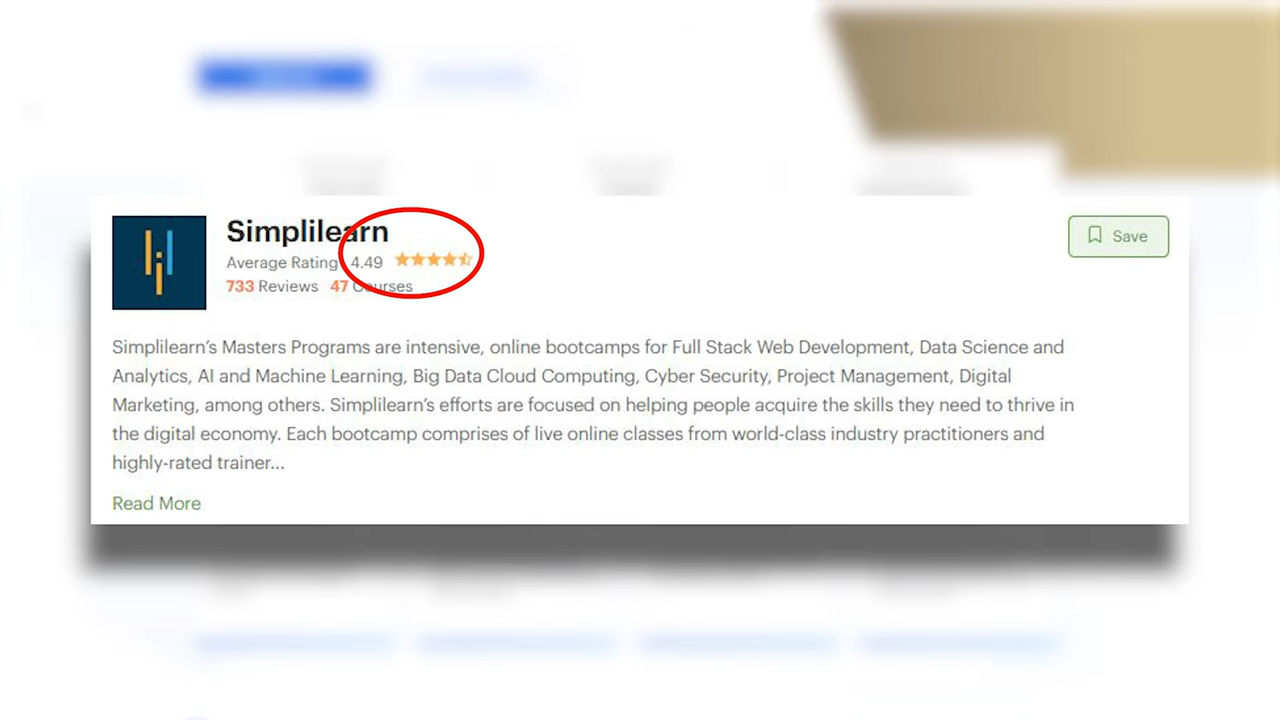 Simplilearn
Average Rating 4.49
733 Reviews 47 Courses
Save
Simplilearn’s Masters Programs are intensive, online bootcamps for Full Stack Web Development, Data Science and
Analytics, AI and Machine Learning, Big Data Cloud Computing, Cyber Security, Project Management, Digital
Marketing, among others. Simplilearn’s efforts are focused on helping people acquire the skills they need to thrive in
the digital economy. Each bootcamp comprises of live online classes from world-class industry practitioners and
highly-rated trainer...
Read More